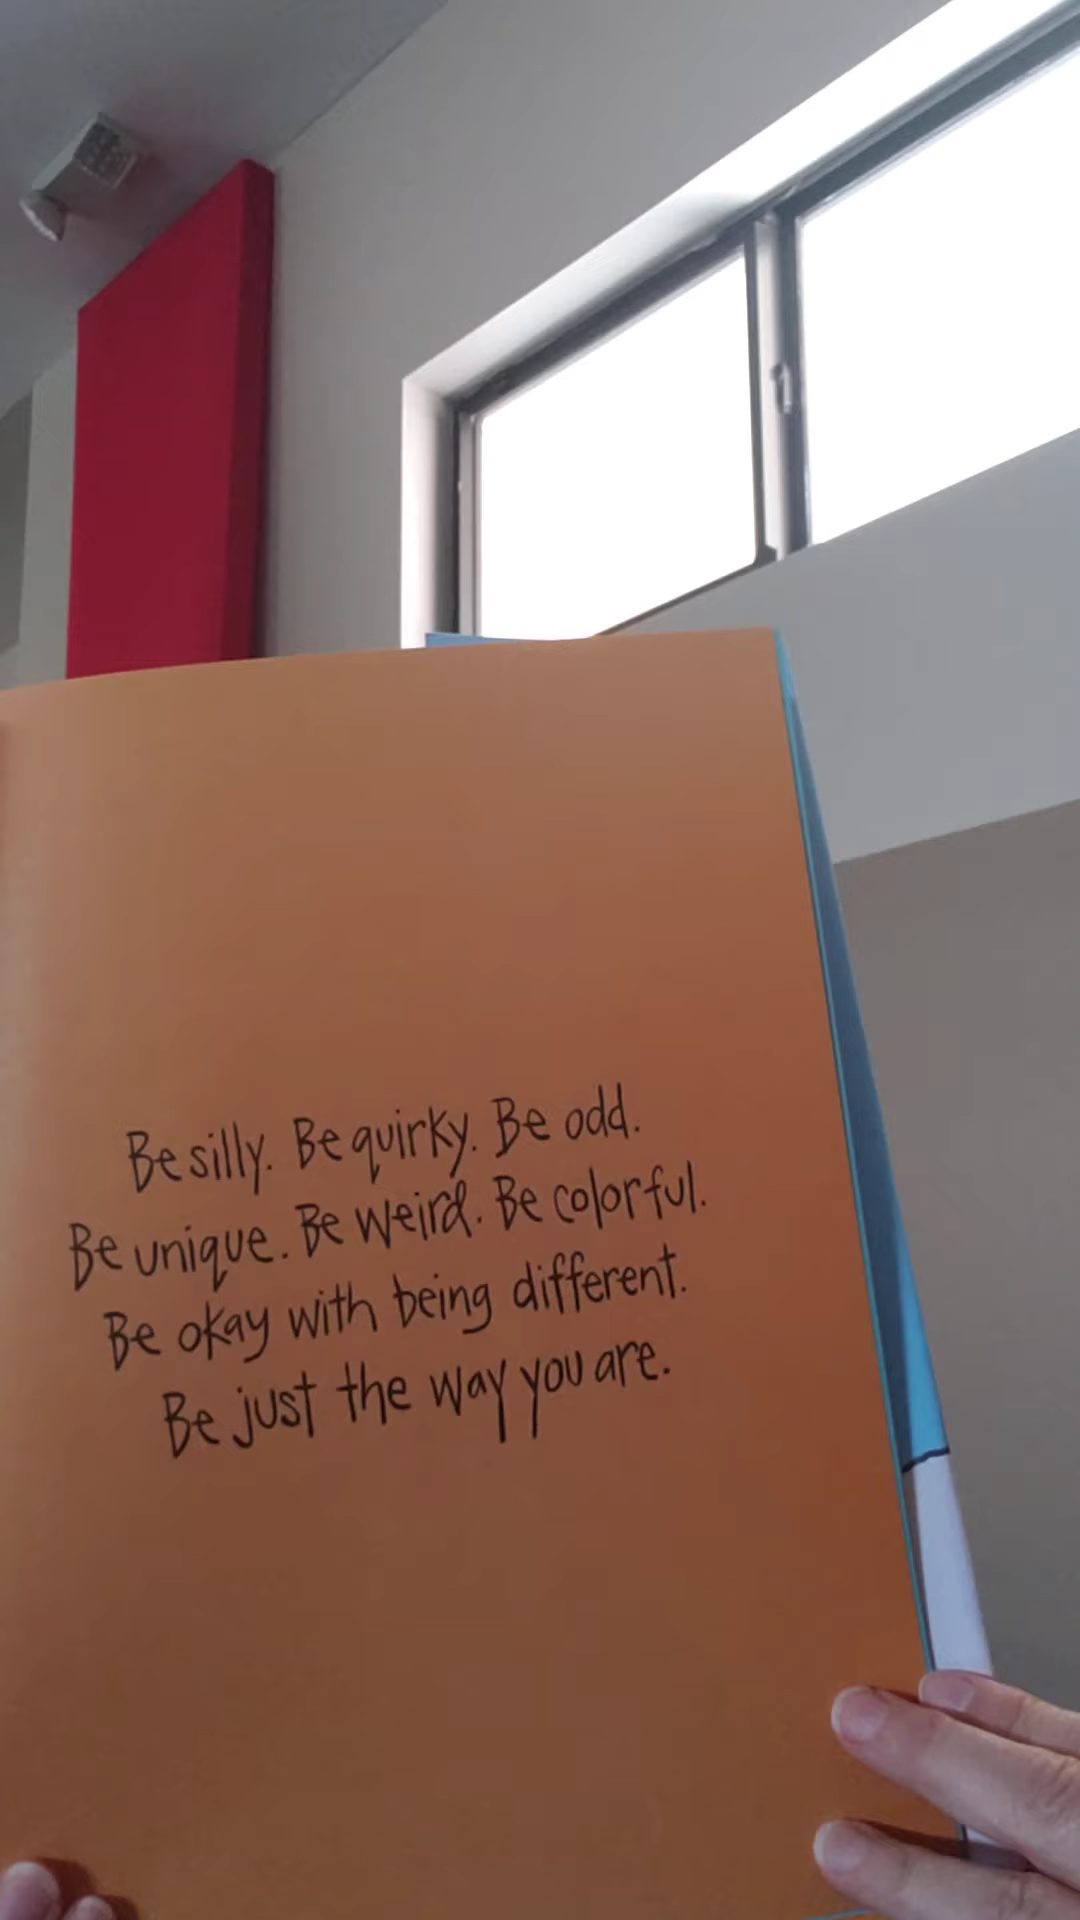 Be silly. Be quirky. Be odd.
Be unique. Be weird. Be colorful.
Be okay with being different.
Be just the way you are.